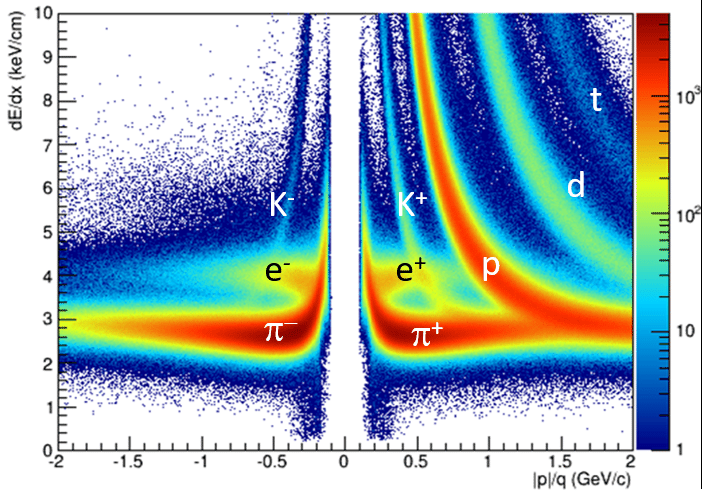 dE/dx (keV/cm)
10
9
8
7
6
5
4
3
2
1
0
t
d
K⁻
K⁺
e⁻
e⁺
p
π⁻
π⁺
-2
-1.5
-1
-0.5
0
0.5
1
1.5
2
|p|/q (GeV/c)
10³
10²
10
1